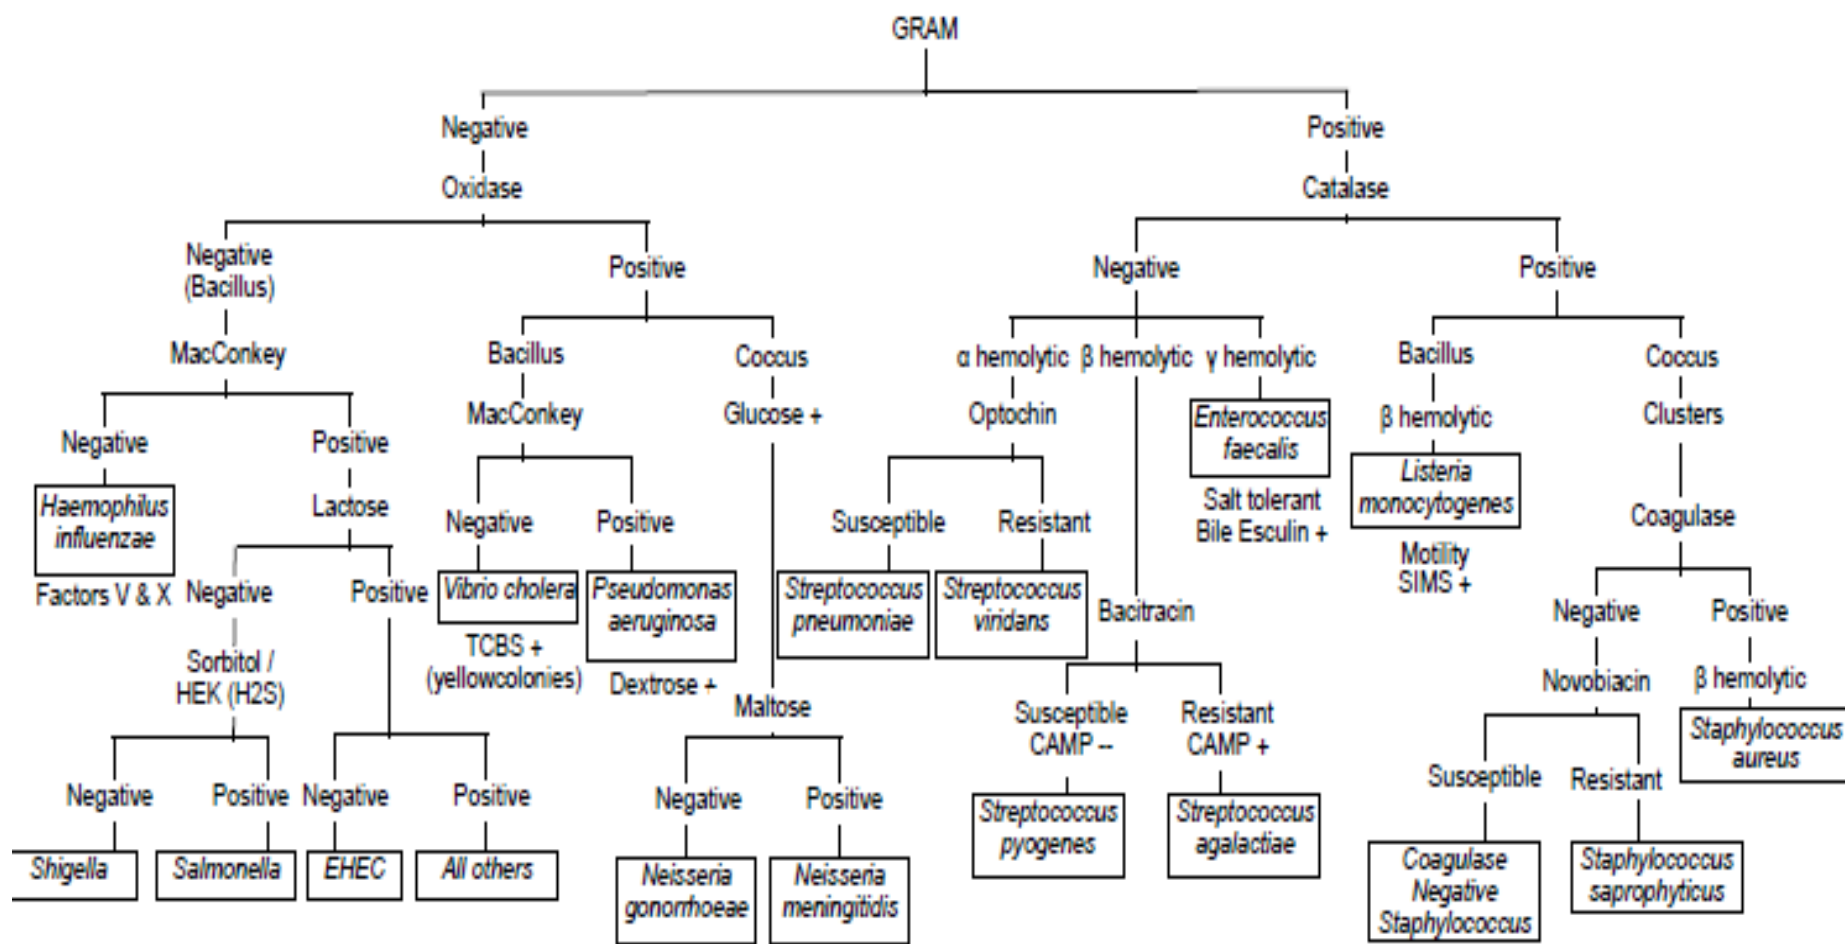 GRAM
Negative
Positive
Oxidase
Catalase
Negative
(Bacillus)
Positive
Negative
Positive
MacConkey
Bacillus
Coccus
α hemolytic
β hemolytic
γ hemolytic
Bacillus
Coccus
MacConkey
Glucose +
Optochin
Enterococcus
faecalis
β hemolytic
Clusters
Negative
Positive
Haemophilus
influenzae
Lactose
Negative
Positive
Susceptible
Resistant
Salt tolerant
Bile Esculin +
Listeria
monocytogenes
Coagulase
Factors V & X
Negative
Positive
Vibrio cholera
Pseudomonas
aeruginosa
Streptococcus
pneumoniae
Streptococcus
viridans
Bacitracin
Motility
SIMS +
Negative
Positive
TCBS +
(yellowcolonies)
Dextrose +
Sorbitol /
HEK (H2S)
Maltose
Susceptible
CAMP --
Resistant
CAMP +
Novobiacin
β hemolytic
Staphylococcus
aureus
Negative
Positive
Negative
Positive
Negative
Positive
Streptococcus
pyogenes
Streptococcus
agalactiae
Susceptible
Resistant
Shigella
Salmonella
EHEC
All others
Neisseria
gonorrhoeae
Neisseria
meningitidis
Coagulase
Negative
Staphylococcus
Staphylococcus
saprophyticus